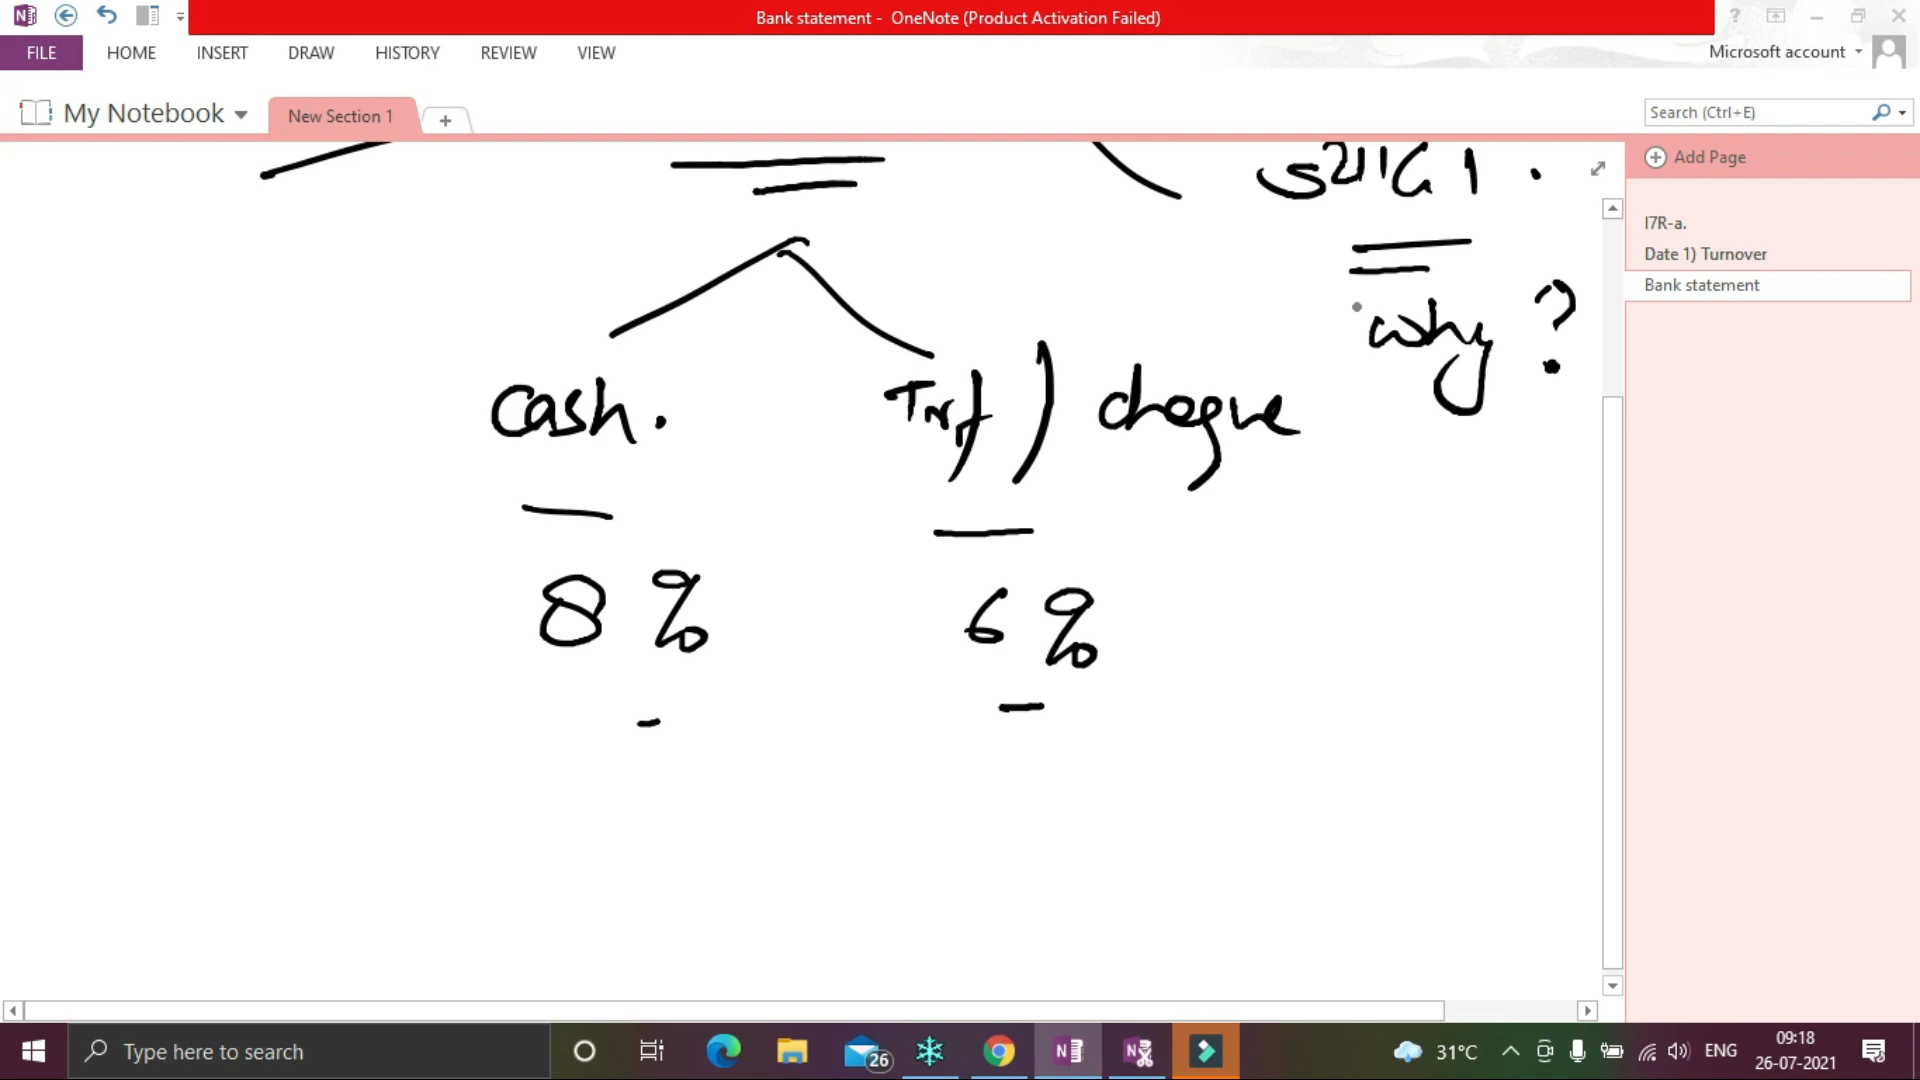 Bank statement - OneNote (Product Activation Failed)
FILE HOME INSERT DRAW HISTORY REVIEW VIEW
Microsoft account
My Notebook
New Section 1
Search (Ctrl+E)
Add Page
I7R-a.
Date 1) Turnover
Bank statement
why ?
cash. Trf ) cheque
8 % 6 %
Type here to search
26
31°C
ENG
09:18
26-07-2021